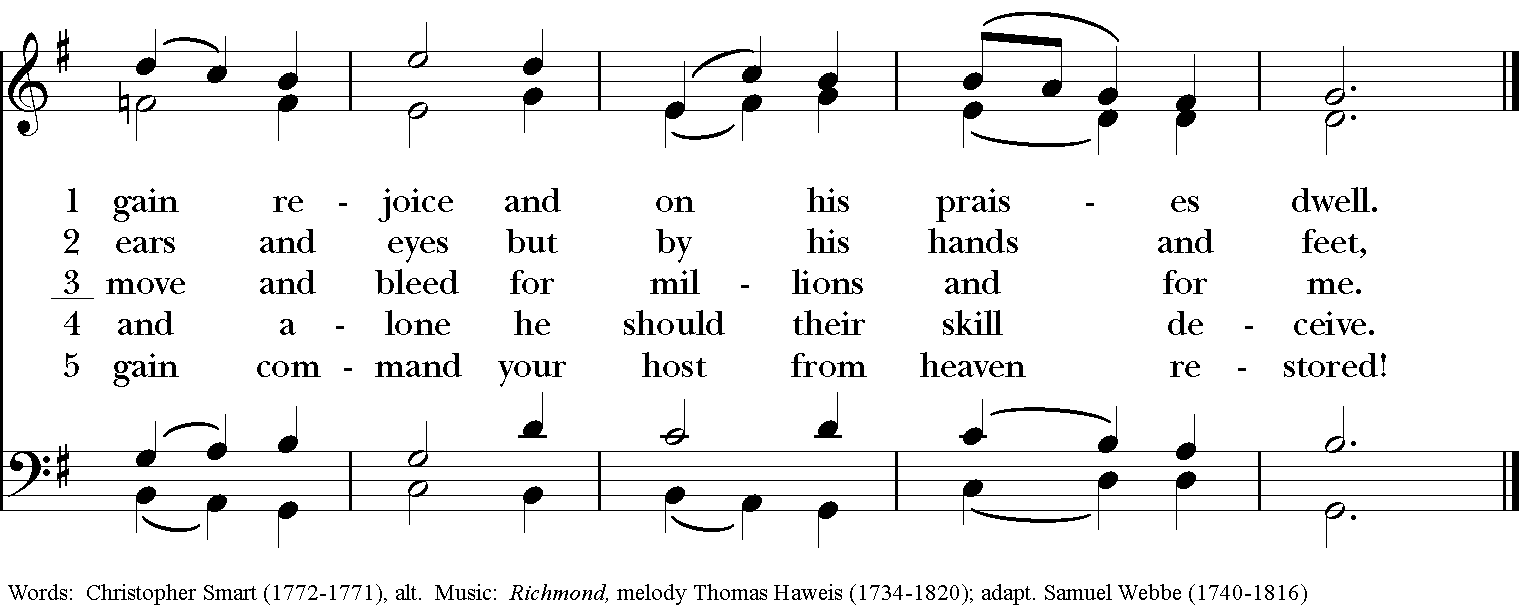 1 gain re - joice and on his prais - es dwell.
2 ears and eyes but by his hands and feet,
3 move and bleed for mil - lions and for me.
4 and a - lone he should their skill de - ceive.
5 gain com - mand your host from heaven re - stored!
Words: Christopher Smart (1772-1771), alt. Music: Richmond, melody Thomas Haweis (1734-1820); adapt. Samuel Webbe (1740-1816)